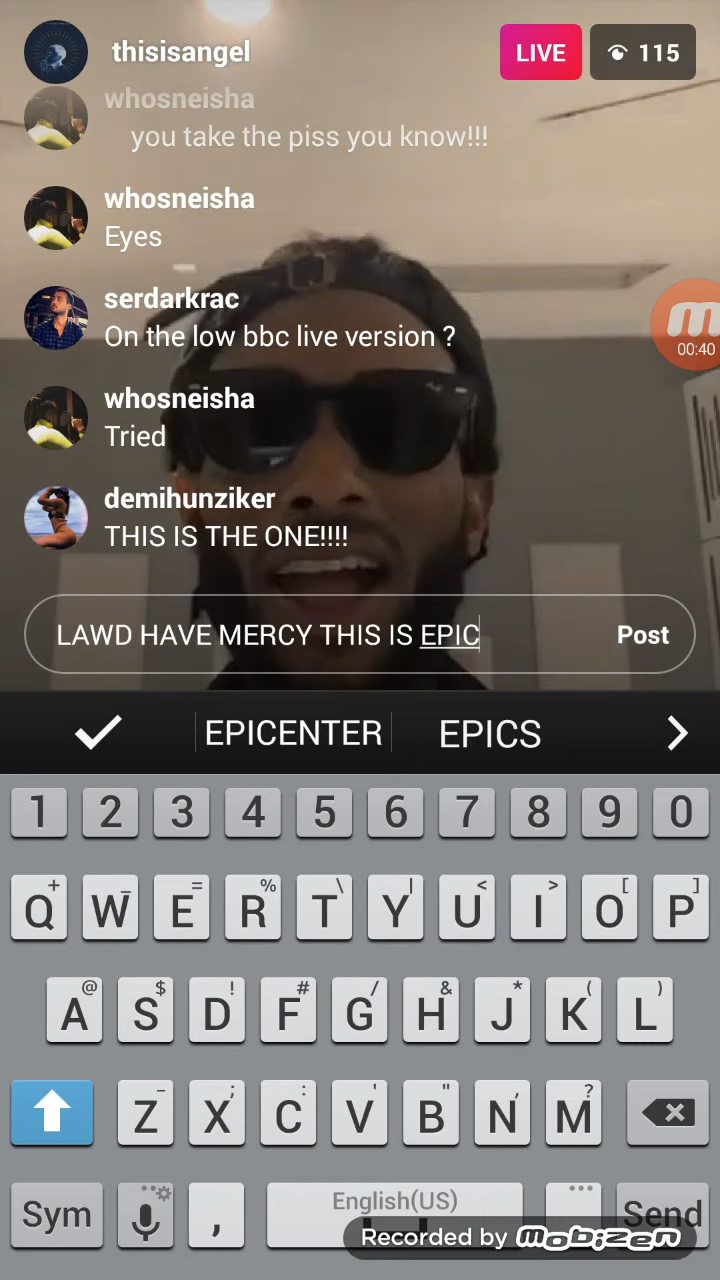 thisisangel LIVE 115
whosneisha
you take the piss you know!!!
whosneisha
Eyes
serdarkrac
On the low bbc live version ?
00:40
whosneisha
Tried
demihunziker
THIS IS THE ONE!!!!
LAWD HAVE MERCY THIS IS EPIC Post
EPICENTER EPICS
1 2 3 4 5 6 7 8 9 0
+ – = % \ | < > [ ]
Q W E R T Y U I O P
@ $ ! # / & * ( )
A S D F G H J K L
– ; : ' " , ?
Z X C V B N M
Sym , English(US) Send
Recorded by mobizen